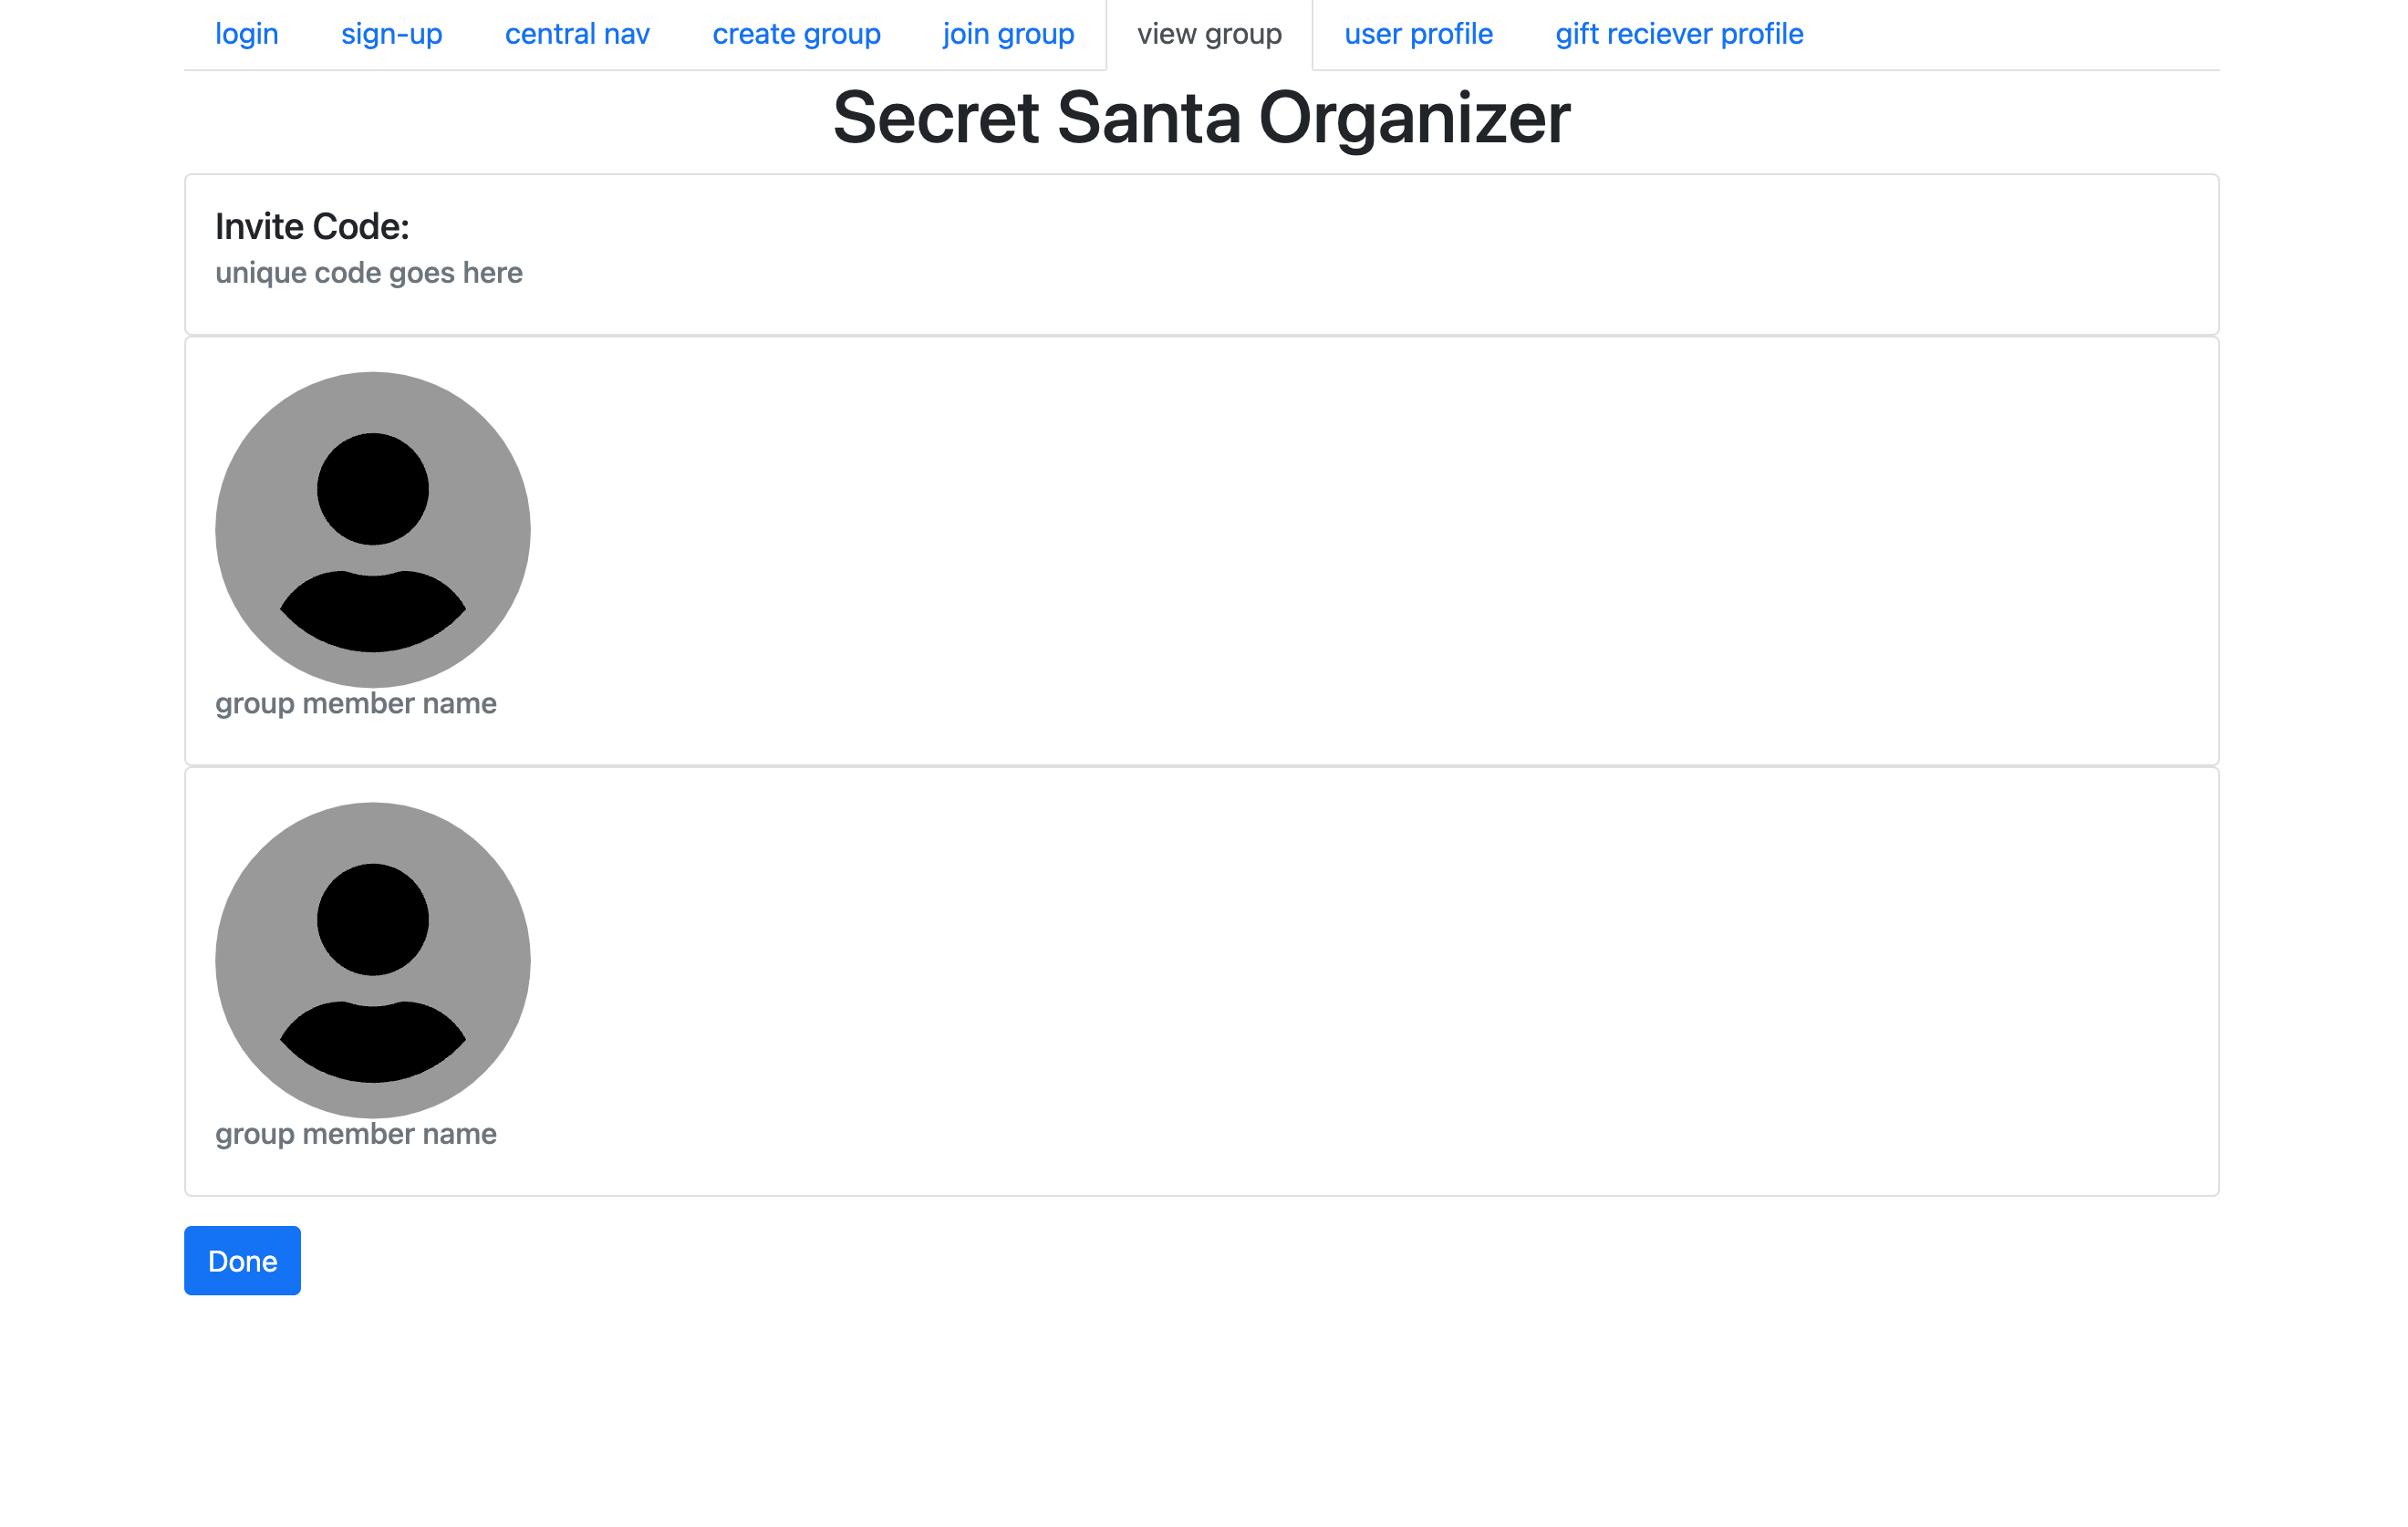 login sign-up central nav create group join group view group user profile gift reciever profile
Secret Santa Organizer
Invite Code:
unique code goes here
group member name
group member name
Done